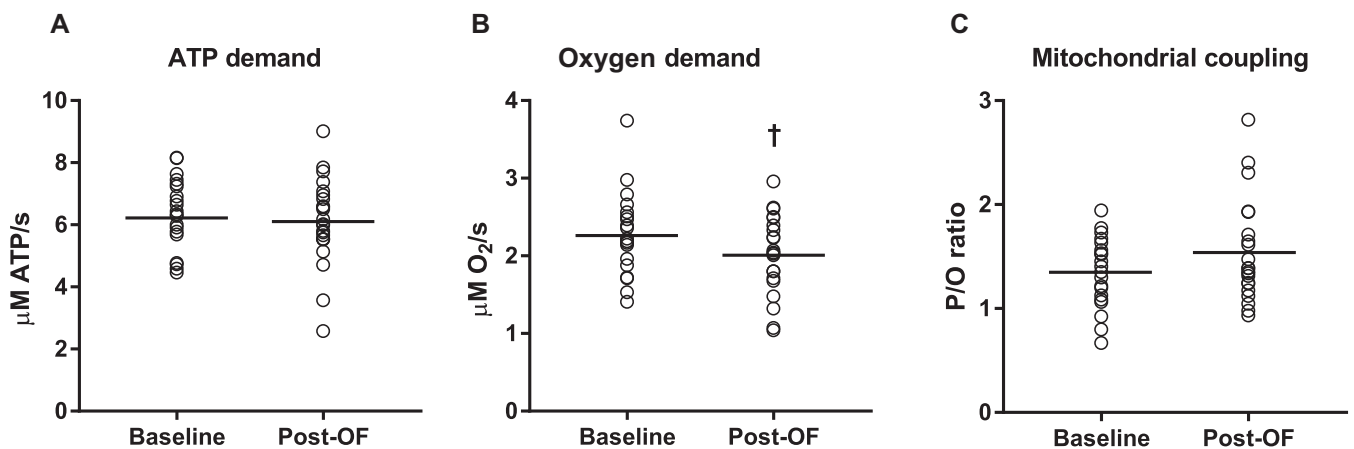 A
ATP demand
μM ATP/s
10
8
6
4
2
0
Baseline
Post-OF
B
Oxygen demand
μM O₂/s
4
3
2
1
0
†
Baseline
Post-OF
C
Mitochondrial coupling
P/O ratio
3
2
1
0
Baseline
Post-OF